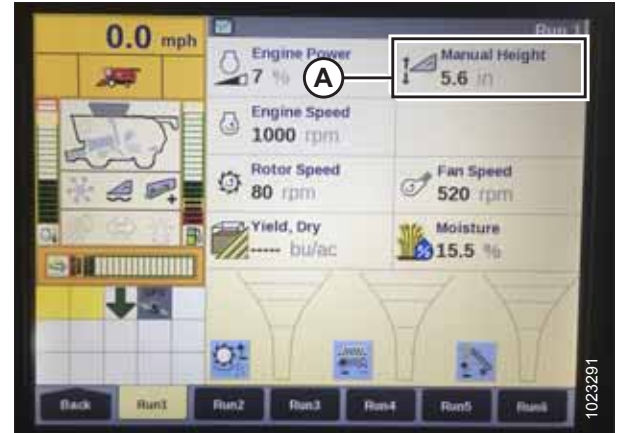 0.0 mph
Run 1
Engine Power
7 %
A
Manual Height
5.6 in
Engine Speed
1000 rpm
Rotor Speed
80 rpm
Fan Speed
520 rpm
Yield, Dry
----- bu/ac
Moisture
15.5 %
Back
Run1
Run2
Run3
Run4
Run5
Run6
1023291